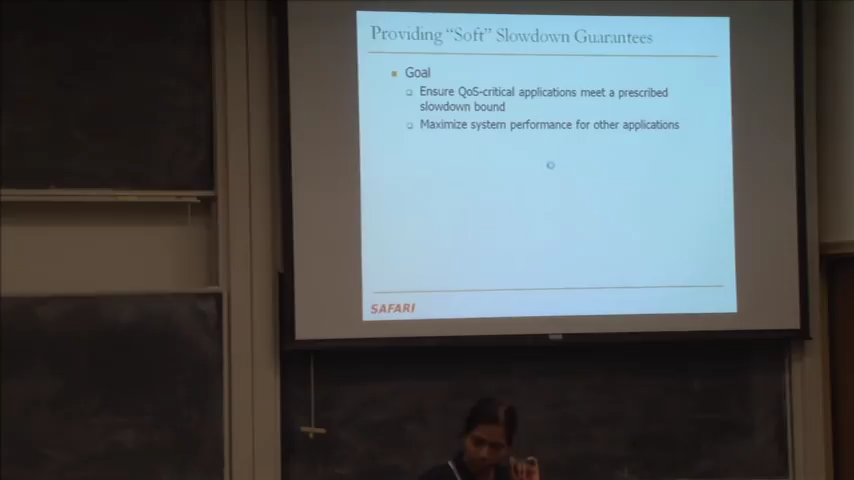 Providing “Soft” Slowdown Guarantees
Goal
Ensure QoS-critical applications meet a prescribed
slowdown bound
Maximize system performance for other applications
SAFARI